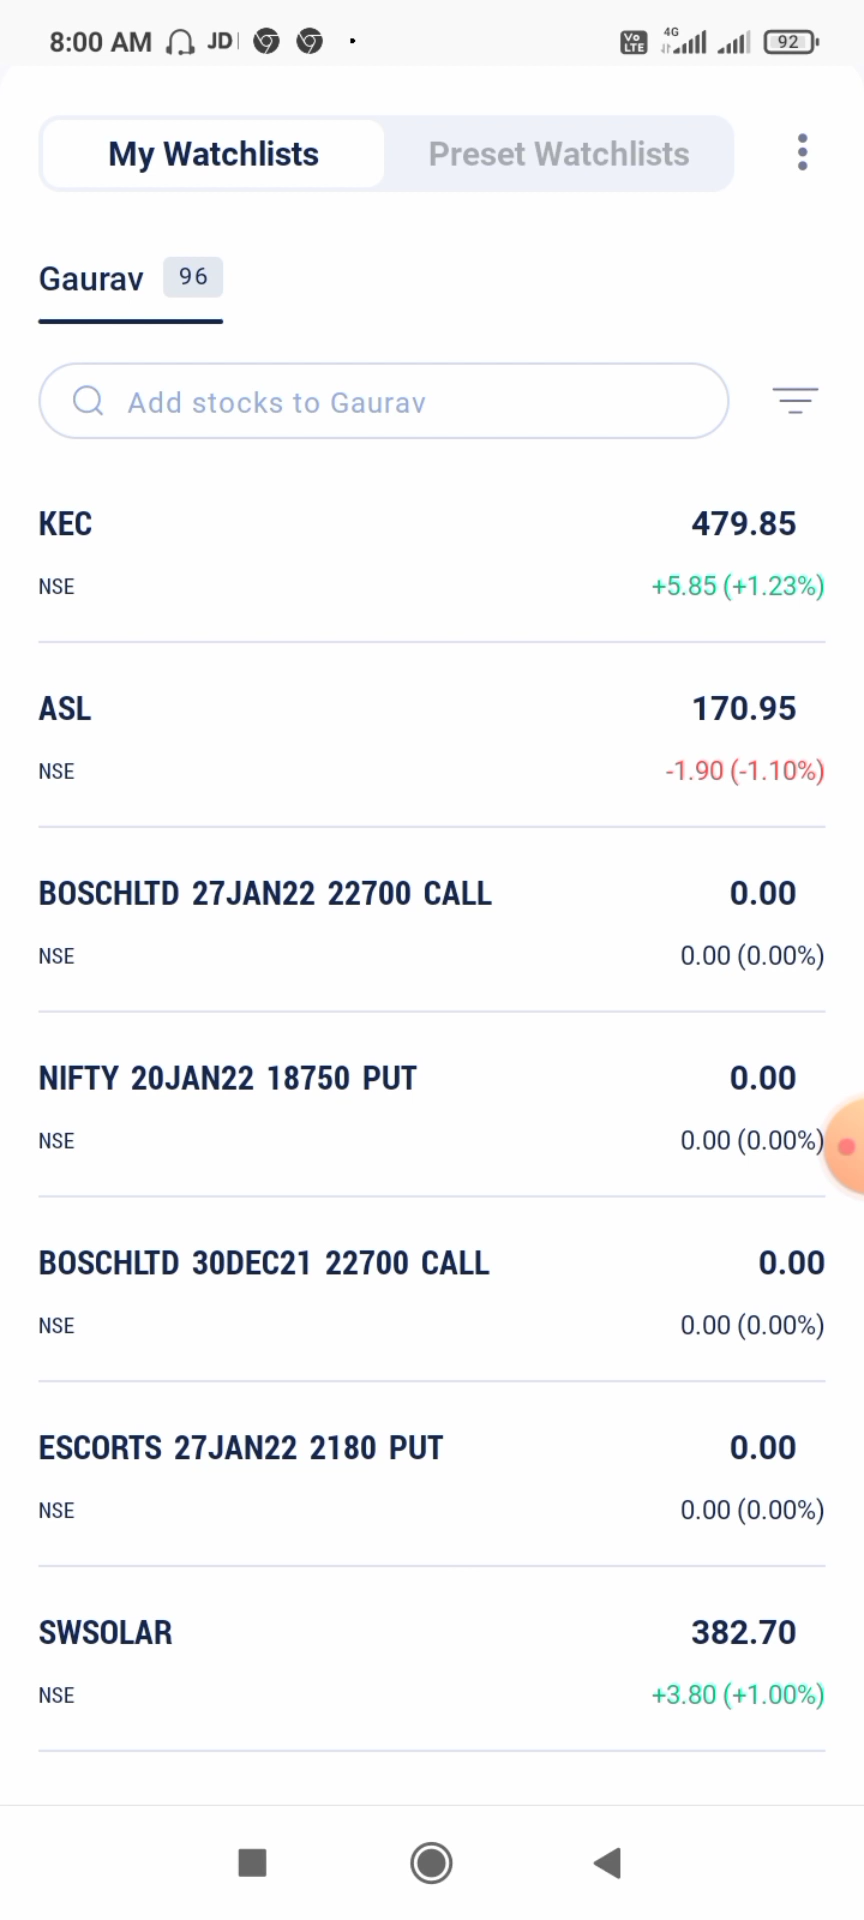 8:00 AM JD 4G 92
Vo LTE
My Watchlists Preset Watchlists
Gaurav 96
Add stocks to Gaurav
KEC 479.85
NSE +5.85 (+1.23%)
ASL 170.95
NSE -1.90 (-1.10%)
BOSCHLTD 27JAN22 22700 CALL 0.00
NSE 0.00 (0.00%)
NIFTY 20JAN22 18750 PUT 0.00
NSE 0.00 (0.00%)
BOSCHLTD 30DEC21 22700 CALL 0.00
NSE 0.00 (0.00%)
ESCORTS 27JAN22 2180 PUT 0.00
NSE 0.00 (0.00%)
SWSOLAR 382.70
NSE +3.80 (+1.00%)